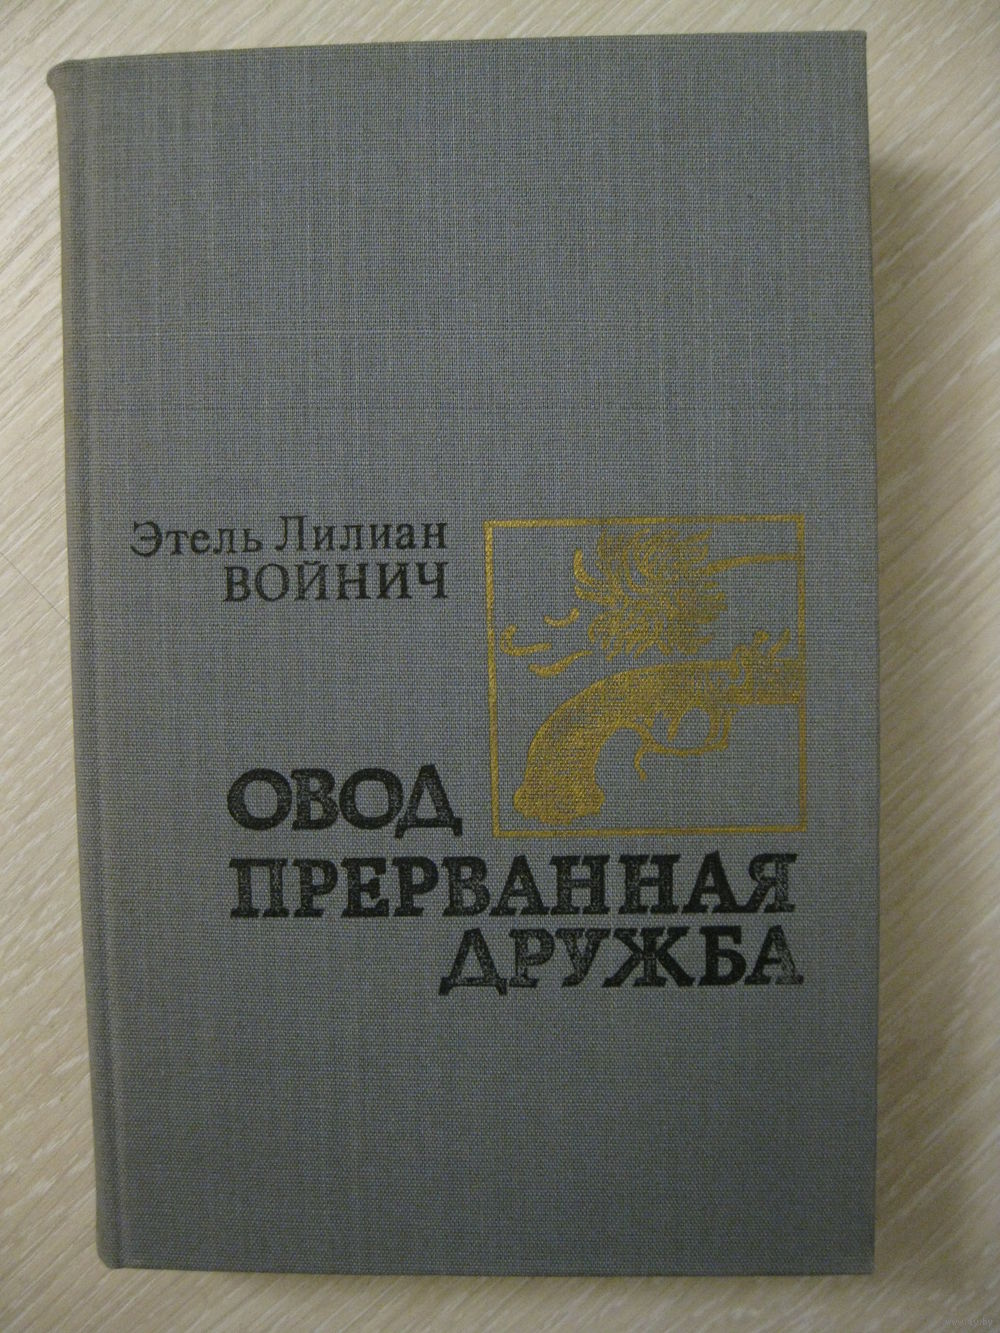 Этель Лилиан
ВОЙНИЧ
ОВОД
ПРЕРВАННАЯ
ДРУЖБА